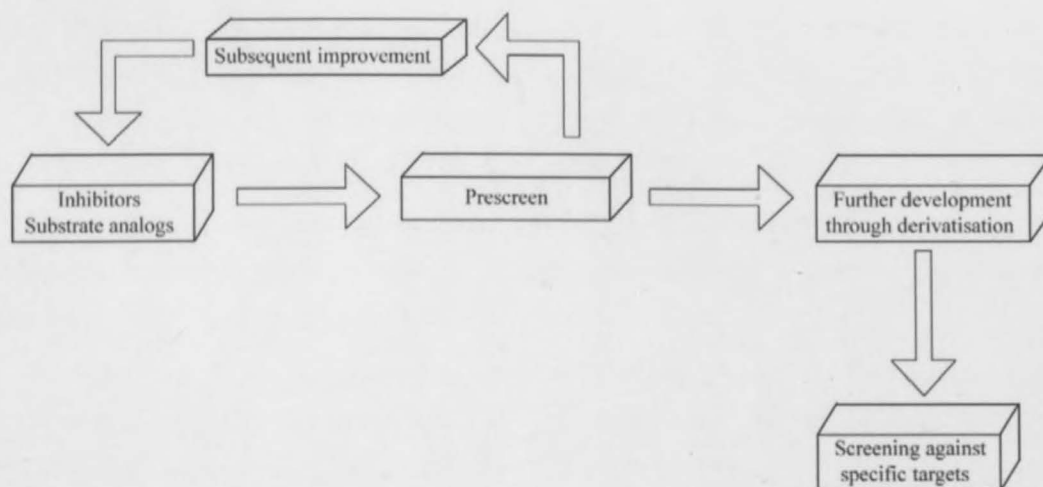 Subsequent improvement
Inhibitors
Substrate analogs
Prescreen
Further development
through derivatisation
Screening against
specific targets